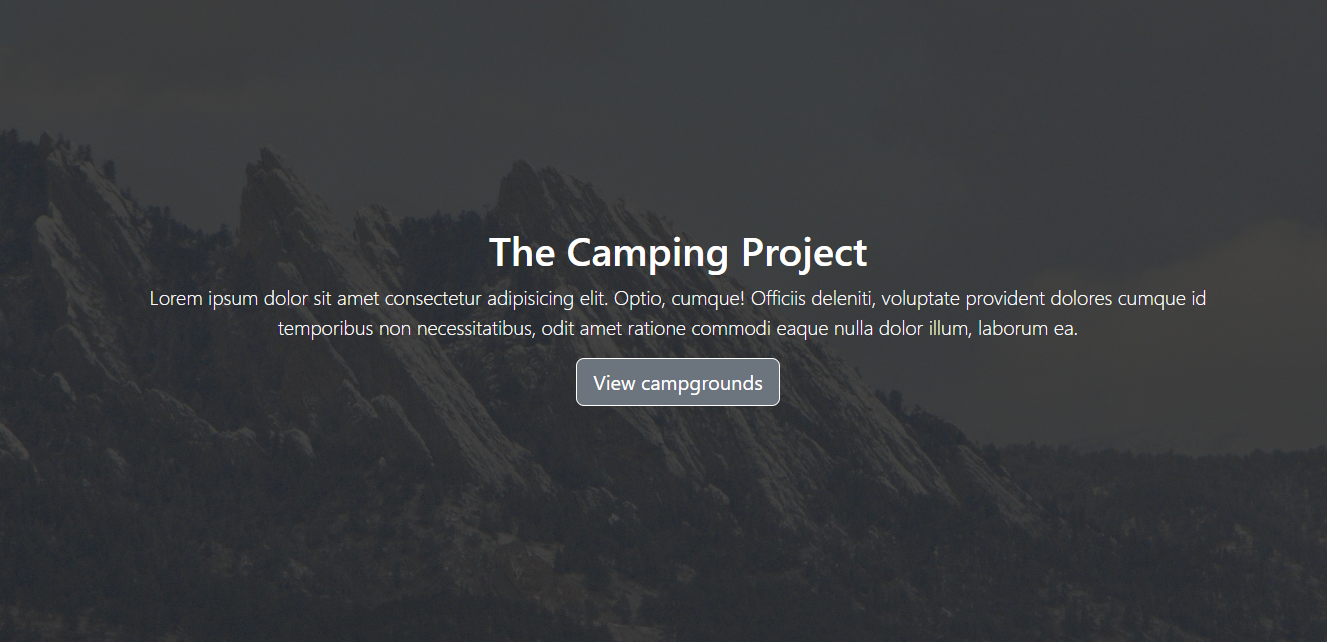 The Camping Project
Lorem ipsum dolor sit amet consectetur adipisicing elit. Optio, cumque! Officiis deleniti, voluptate provident dolores cumque id
temporibus non necessitatibus, odit amet ratione commodi eaque nulla dolor illum, laborum ea.
View campgrounds